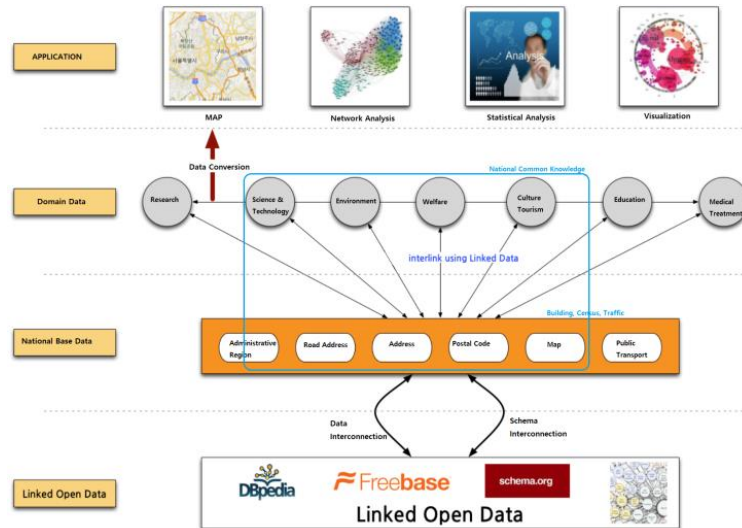 APPLICATION
Analysis
MAP
Network Analysis
Statistical Analysis
Visualization
Data Conversion
National Common Knowledge
Domain Data
Research
Science &
Technology
Environment
Welfare
Culture
Tourism
Education
Medical
Treatment
interlink using Linked Data
Building, Census, Traffic
National Base Data
Administrative
Region
Road Address
Address
Postal Code
Map
Public
Transport
Data
Interconnection
Schema
Interconnection
Linked Open Data
DBpedia
Freebase
schema.org
Linked Open Data